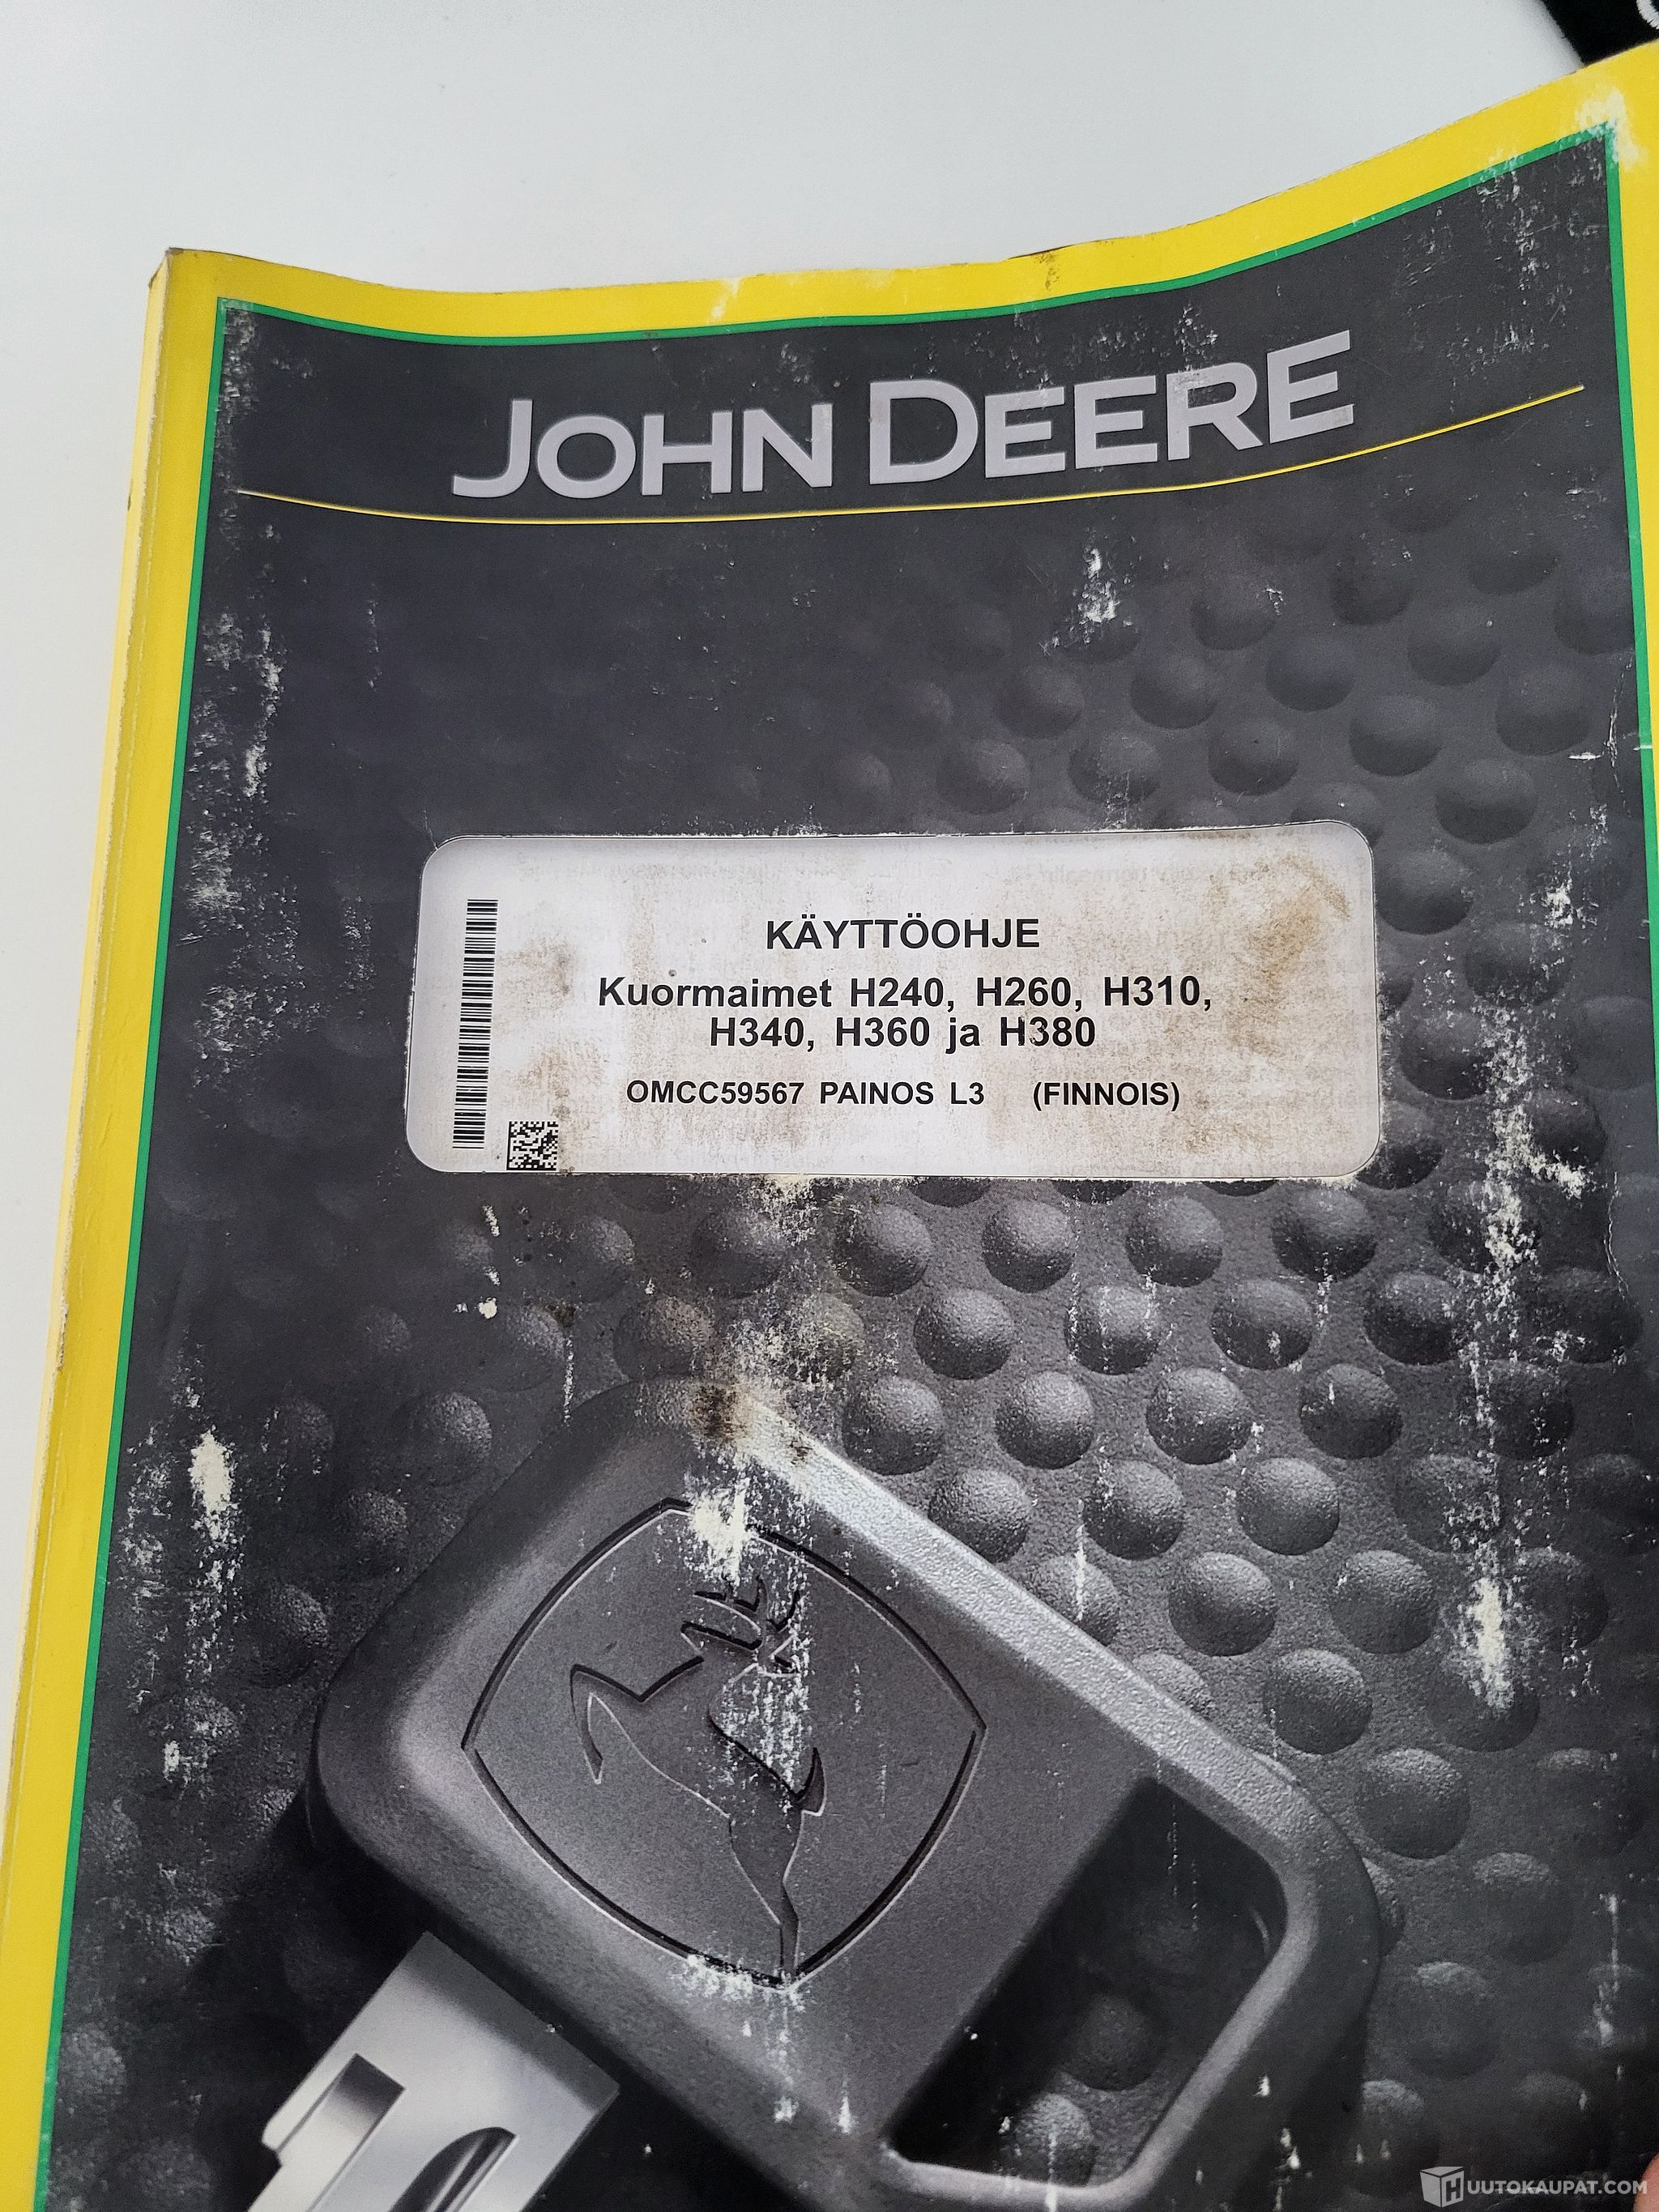 JOHN DEERE
KÄYTTÖOHJE
Kuormaimet H240, H260, H310,
H340, H360 ja H380
OMCC59567 PAINOS L3 (FINNOIS)
HUUTOKAUPAT.COM